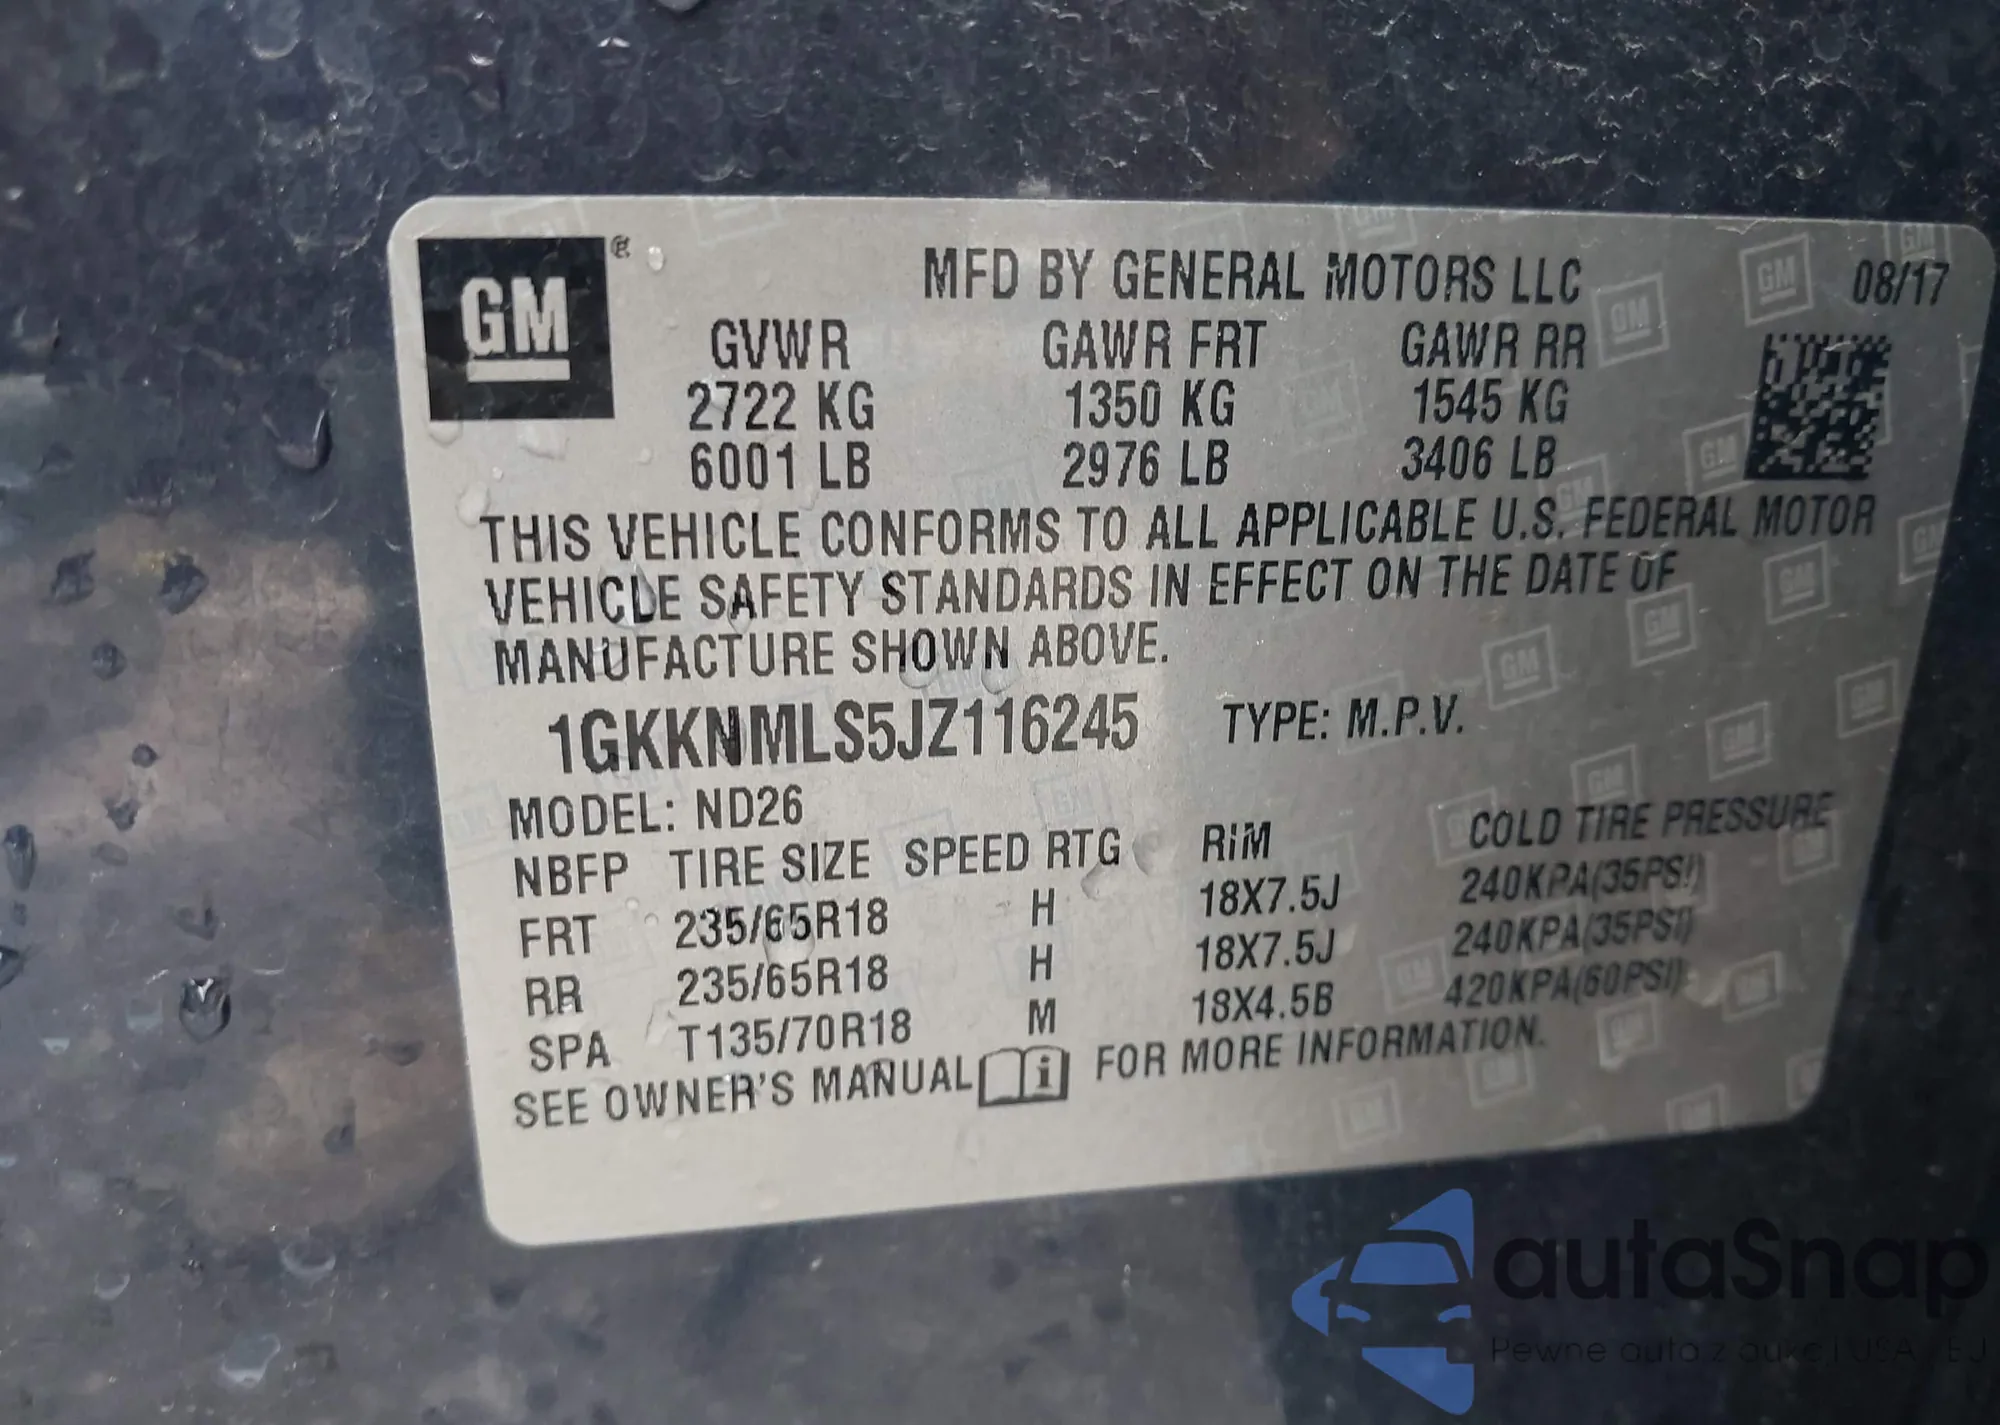 GM®
MFD BY GENERAL MOTORS LLC 08/17
GVWR GAWR FRT GAWR RR
2722 KG 1350 KG 1545 KG
6001 LB 2976 LB 3406 LB
THIS VEHICLE CONFORMS TO ALL APPLICABLE U.S. FEDERAL MOTOR
VEHICLE SAFETY STANDARDS IN EFFECT ON THE DATE OF
MANUFACTURE SHOWN ABOVE.
1GKKNMLS5JZ116245 TYPE: M.P.V.
MODEL: ND26
NBFP TIRE SIZE SPEED RTG RIM COLD TIRE PRESSURE
FRT 235/65R18 H 18X7.5J 240KPA(35PSI)
RR 235/65R18 H 18X7.5J 240KPA(35PSI)
SPA T135/70R18 M 18X4.5B 420KPA(60PSI)
SEE OWNER'S MANUAL FOR MORE INFORMATION.
autaSnap
Pewne auta z aukcji USA